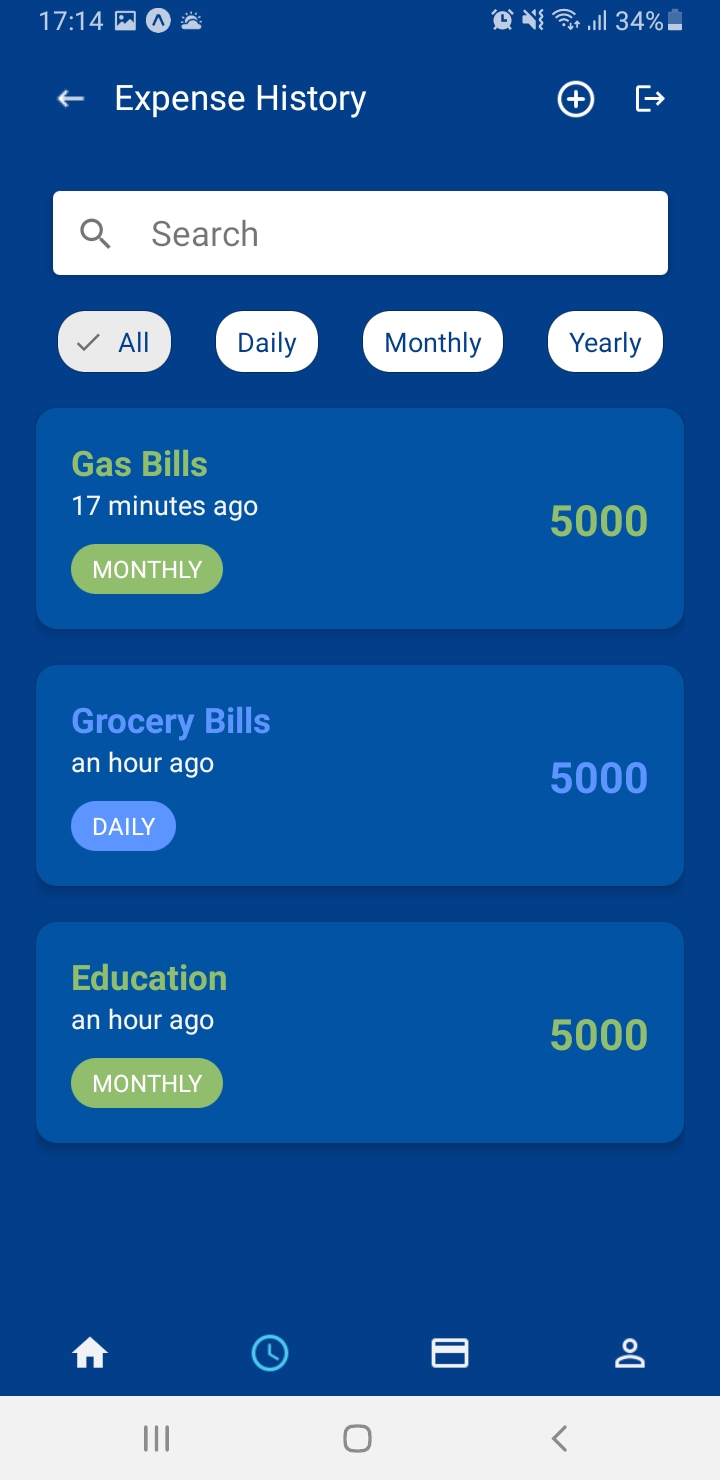 17:14 34%
Expense History
Search
All Daily Monthly Yearly
Gas Bills
17 minutes ago
5000
MONTHLY
Grocery Bills
an hour ago
5000
DAILY
Education
an hour ago
5000
MONTHLY